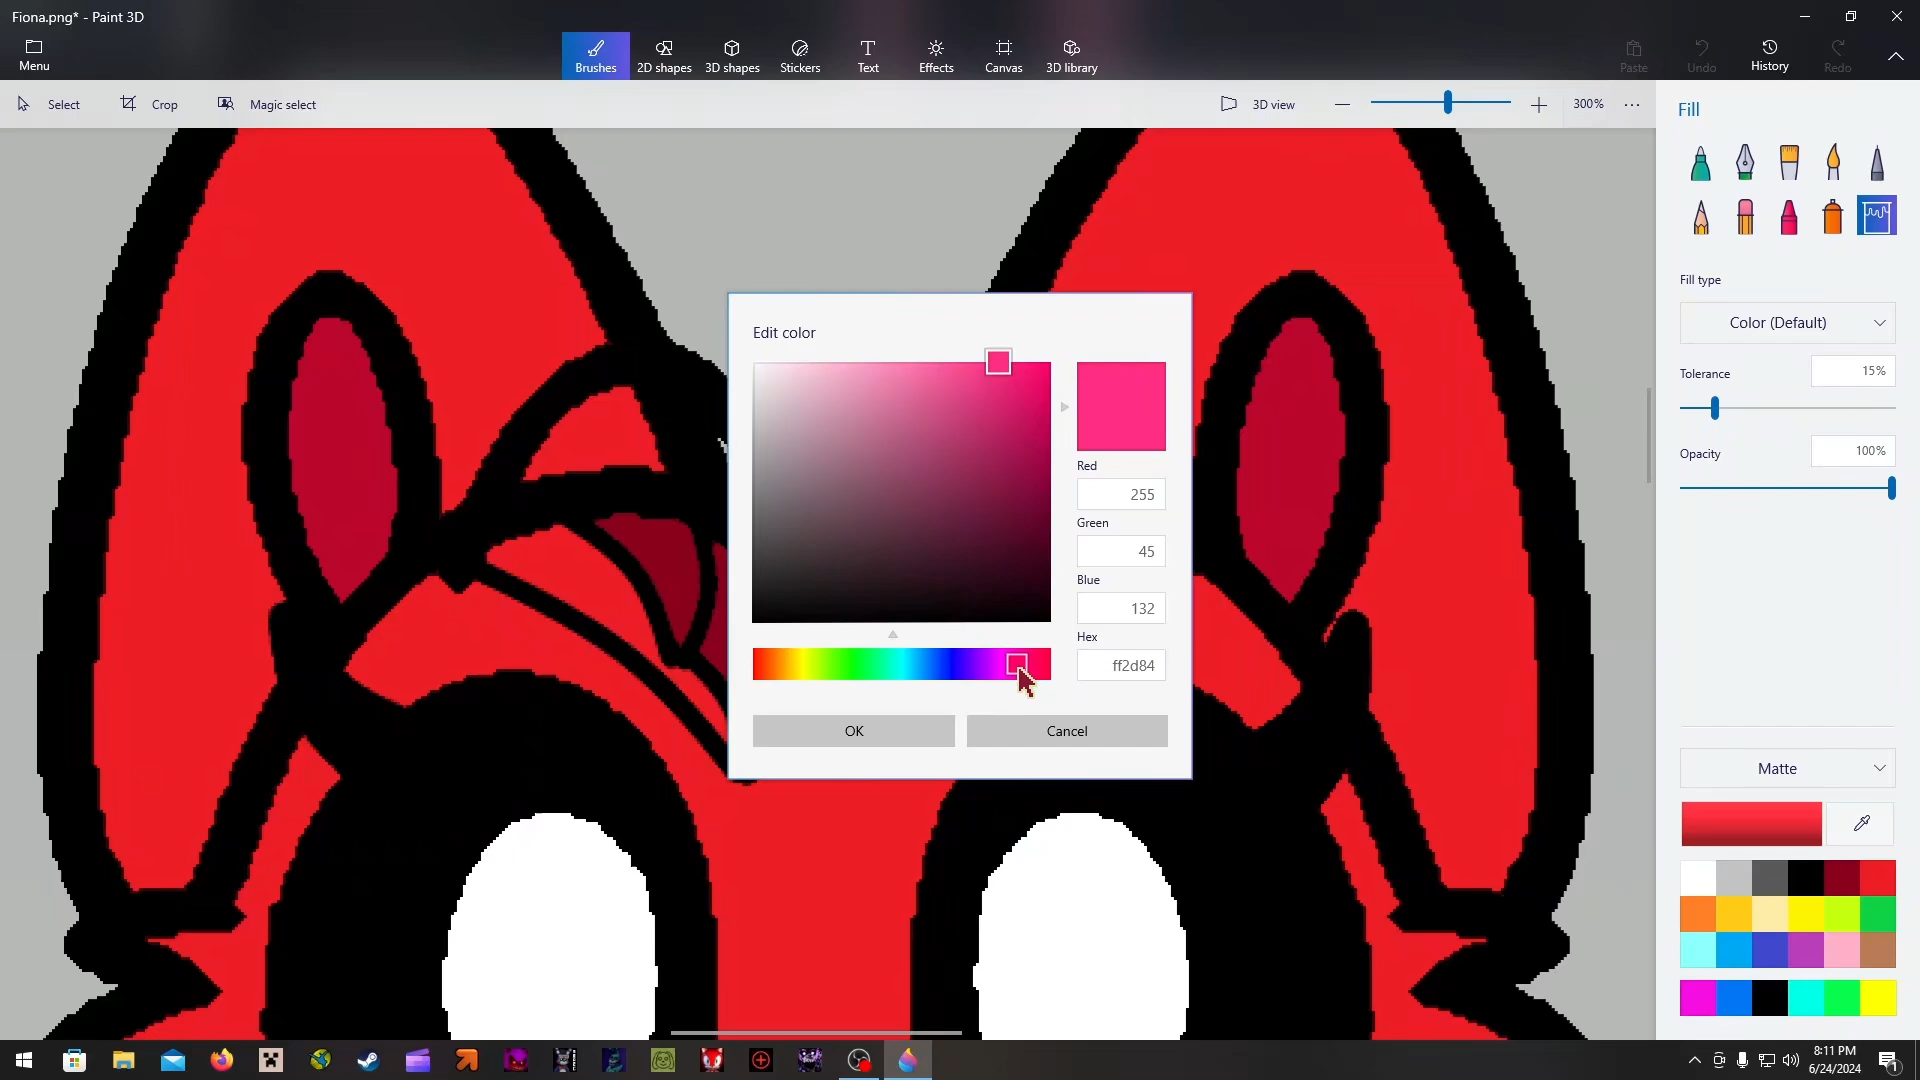 Fiona.png* - Paint 3D
Menu
Brushes
2D shapes
3D shapes
Stickers
Text
Effects
Canvas
3D library
Paste
Undo
History
Redo
Select
Crop
Magic select
3D view
300%
Fill
Fill type
Color (Default)
Tolerance
15%
Opacity
100%
Edit color
Red
255
Green
45
Blue
132
Hex
ff2d84
OK
Cancel
Matte
8:11 PM
6/24/2024
1